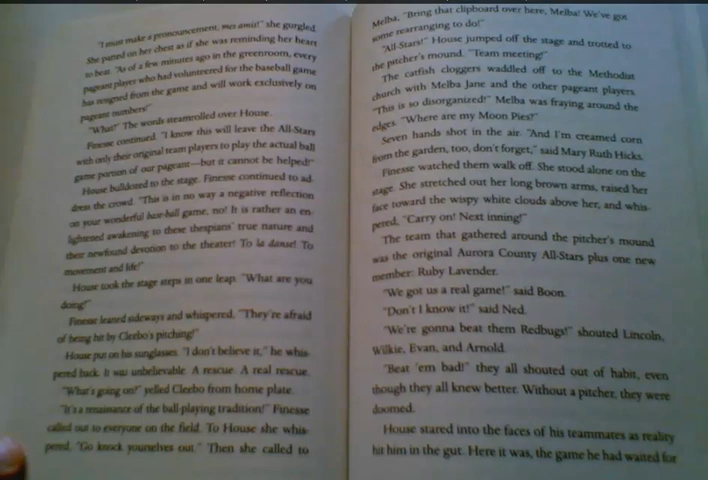 "I must make a pronouncement, mes amis!" she gurgled.
She patted on her chest as if she was reminding her heart
to beat. "As of a few minutes ago in the greenroom, every
pageant player who had volunteered for the baseball game
has resigned from the game and will work exclusively on
pageant numbers!"
"What?" The words steamrolled over House.
Finesse continued. "I know this will leave the All-Stars
with only their original team players to play the actual ball
game portion of our pageant—but it cannot be helped!"
House bulldozed to the stage. Finesse continued to ad-
dress the crowd. "This is in no way a negative reflection
on your wonderful base-ball game, no! It is rather an en-
lightened awakening to these thespians' true nature and
their newfound devotion to the theater! To la danse! To
movement and life!"
House took the stage steps in one leap. "What are you
doing?"
Finesse leaned sideways and whispered, "They're afraid
of being hit by Cleebo's pitching!"
House put on his sunglasses. "I don't believe it," he whis-
pered back. It was unbelievable. A rescue. A real rescue.
"What's going on?" yelled Cleebo from home plate.
"It's a renaissance of the ball-playing tradition!" Finesse
called out to everyone on the field. To House she whis-
pered, "Go knock yourselves out." Then she called to
Melba, "Bring that clipboard over here, Melba! We've got
some rearranging to do!"
"All-Stars!" House jumped off the stage and trotted to
the pitcher's mound. "Team meeting!"
The catfish cloggers waddled off to the Methodist
church with Melba Jane and the other pageant players.
"This is so disorganized!" Melba was fraying around the
edges. "Where are my Moon Pies?"
Seven hands shot in the air. "And I'm creamed corn
from the garden, too, don't forget," said Mary Ruth Hicks.
Finesse watched them walk off. She stood alone on the
stage. She stretched out her long brown arms, raised her
face toward the wispy white clouds above her, and whis-
pered, "Carry on! Next inning!"
The team that gathered around the pitcher's mound
was the original Aurora County All-Stars plus one new
member: Ruby Lavender.
"We got us a real game!" said Boon.
"Don't I know it!" said Ned.
"We're gonna beat them Redbugs!" shouted Lincoln,
Wilkie, Evan, and Arnold.
"Beat 'em bad!" they all shouted out of habit, even
though they all knew better. Without a pitcher, they were
doomed.
House stared into the faces of his teammates as reality
hit him in the gut. Here it was, the game he had waited for